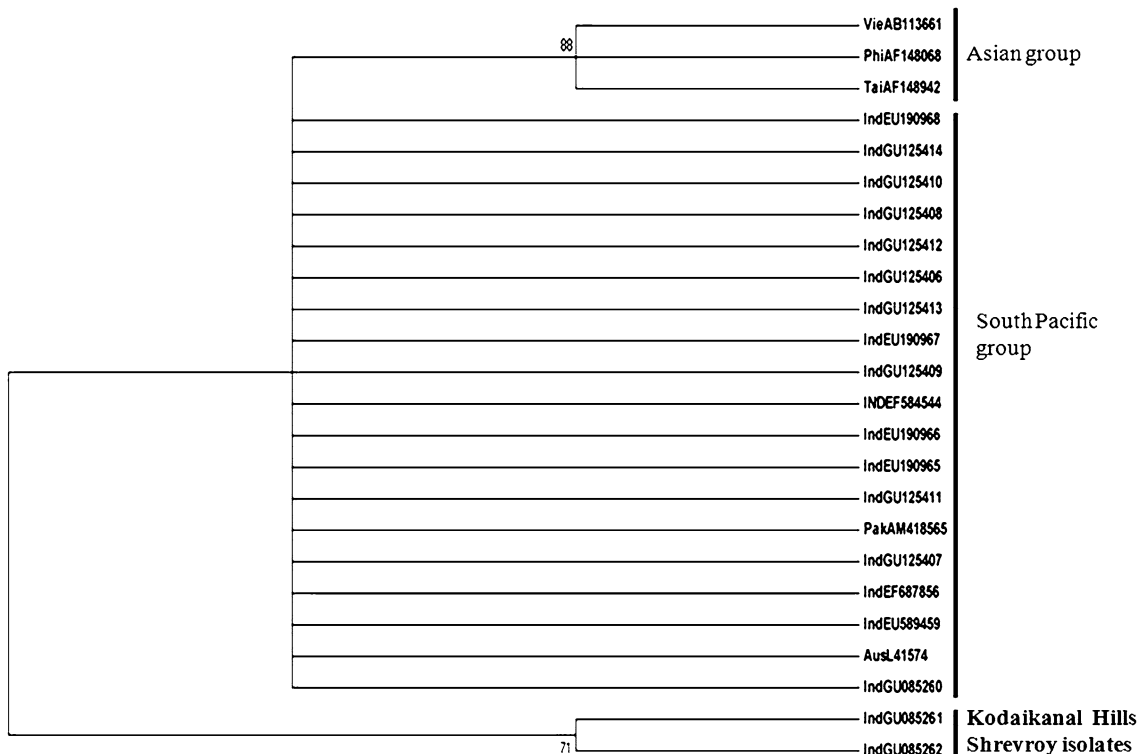 VieAB113661
88
PhiAF148068
Asian group
TaiAF148942
IndEU190968
IndGU125414
IndGU125410
IndGU125408
IndGU125412
IndGU125406
IndGU125413
South Pacific
group
IndEU190967
IndGU125409
INDEF584544
IndEU190966
IndEU190965
IndGU125411
PakAM418565
IndGU125407
IndEF687856
IndEU589459
AusL41574
IndGU085260
IndGU085261
Kodaikanal Hills
71
IndGU085262
Shrevroy isolates